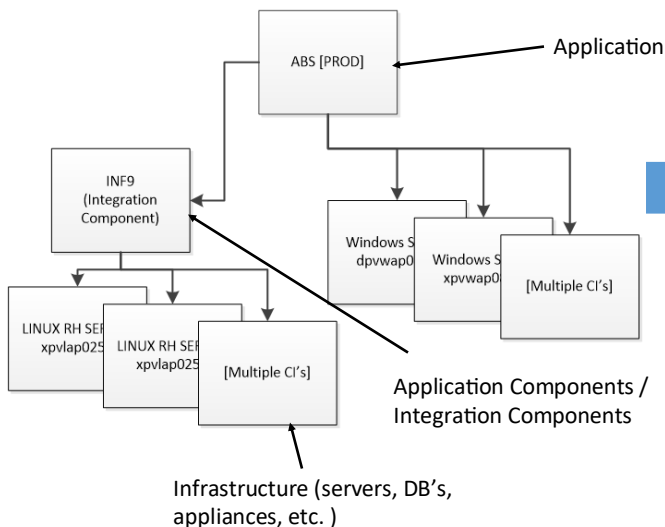 ABS [PROD]
Application
INF9
(Integration
Component)
Windows S
dpvwap0
Windows S
xpvwap0
[Multiple CI's]
LINUX RH SER
xpvlap025
LINUX RH SER
xpvlap025
[Multiple CI's]
Application Components /
Integration Components
Infrastructure (servers, DB's,
appliances, etc. )